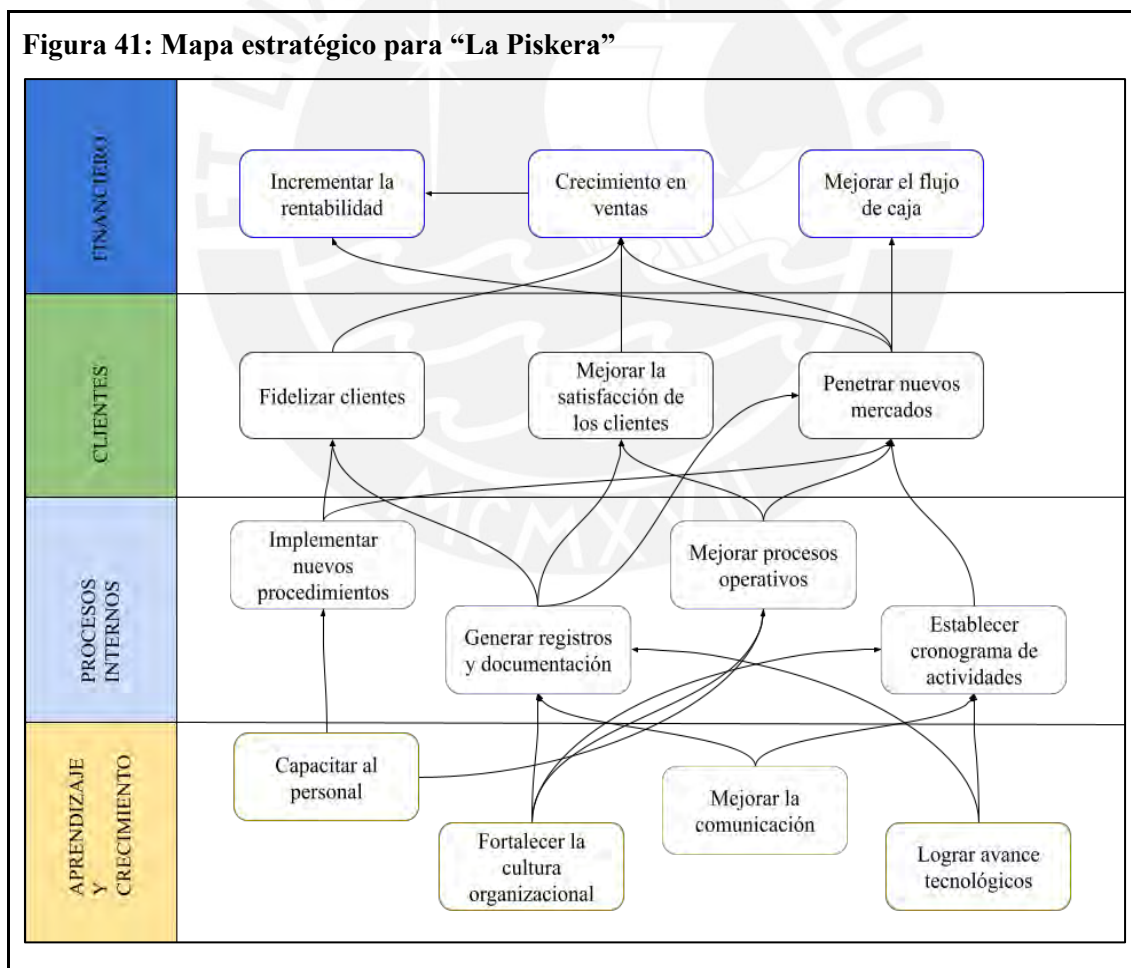 Figura 41: Mapa estratégico para “La Piskera”
FINANCIERO
Incrementar la
rentabilidad
Crecimiento en
ventas
Mejorar el flujo
de caja
CLIENTES
Fidelizar clientes
Mejorar la
satisfacción de
los clientes
Penetrar nuevos
mercados
PROCESOS
INTERNOS
Implementar
nuevos
procedimientos
Mejorar procesos
operativos
Generar registros
y documentación
Establecer
cronograma de
actividades
APRENDIZAJE
Y
CRECIMIENTO
Capacitar al
personal
Mejorar la
comunicación
Fortalecer la
cultura
organizacional
Lograr avance
tecnológicos